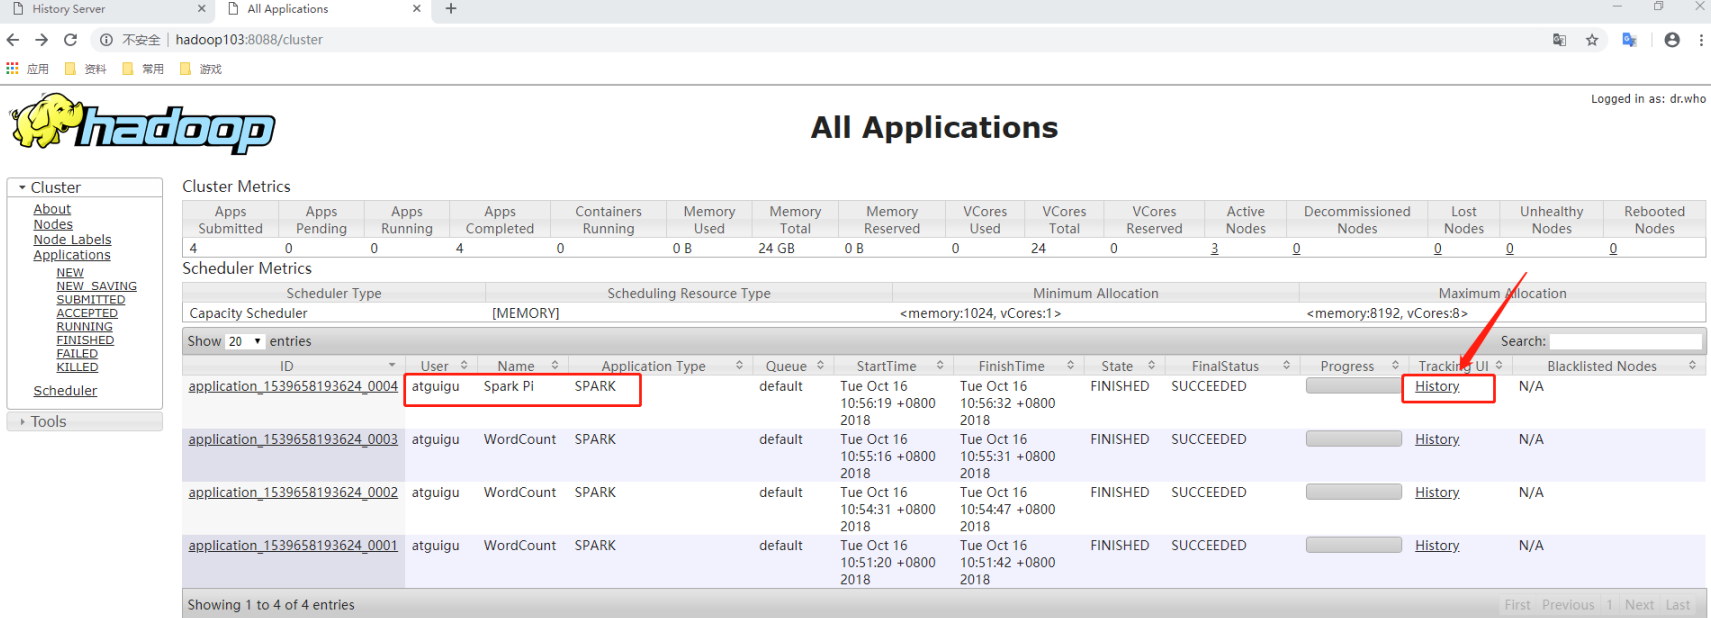 History Server
All Applications
不安全 hadoop103:8088/cluster
应用 资料 常用 游戏
Logged in as: dr.who
hadoop
All Applications
Cluster
About
Nodes
Node Labels
Applications
NEW
NEW_SAVING
SUBMITTED
ACCEPTED
RUNNING
FINISHED
FAILED
KILLED
Scheduler
Tools
Cluster Metrics
Apps Submitted Apps Pending Apps Running Apps Completed Containers Running Memory Used Memory Total Memory Reserved VCores Used VCores Total VCores Reserved Active Nodes Decommissioned Nodes Lost Nodes Unhealthy Nodes Rebooted Nodes
4 0 0 4 0 0 B 24 GB 0 B 0 24 0 3 0 0 0 0
Scheduler Metrics
Scheduler Type Scheduling Resource Type Minimum Allocation Maximum Allocation
Capacity Scheduler [MEMORY] <memory:1024, vCores:1> <memory:8192, vCores:8>
Show 20 entries Search:
ID User Name Application Type Queue StartTime FinishTime State FinalStatus Progress Tracking UI Blacklisted Nodes
application_1539658193624_0004 atguigu Spark Pi SPARK default Tue Oct 16 10:56:19 +0800 2018 Tue Oct 16 10:56:32 +0800 2018 FINISHED SUCCEEDED History N/A
application_1539658193624_0003 atguigu WordCount SPARK default Tue Oct 16 10:55:16 +0800 2018 Tue Oct 16 10:55:31 +0800 2018 FINISHED SUCCEEDED History N/A
application_1539658193624_0002 atguigu WordCount SPARK default Tue Oct 16 10:54:31 +0800 2018 Tue Oct 16 10:54:47 +0800 2018 FINISHED SUCCEEDED History N/A
application_1539658193624_0001 atguigu WordCount SPARK default Tue Oct 16 10:51:20 +0800 2018 Tue Oct 16 10:51:42 +0800 2018 FINISHED SUCCEEDED History N/A
Showing 1 to 4 of 4 entries First Previous 1 Next Last